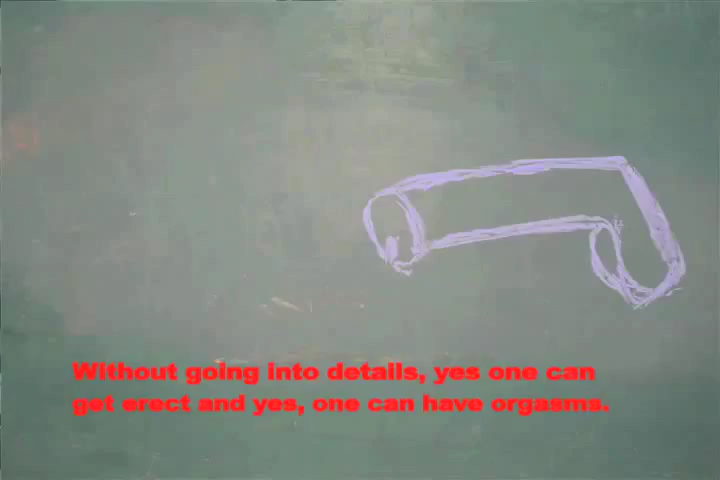 Without going into details, yes one can
get erect and yes, one can have orgasms.